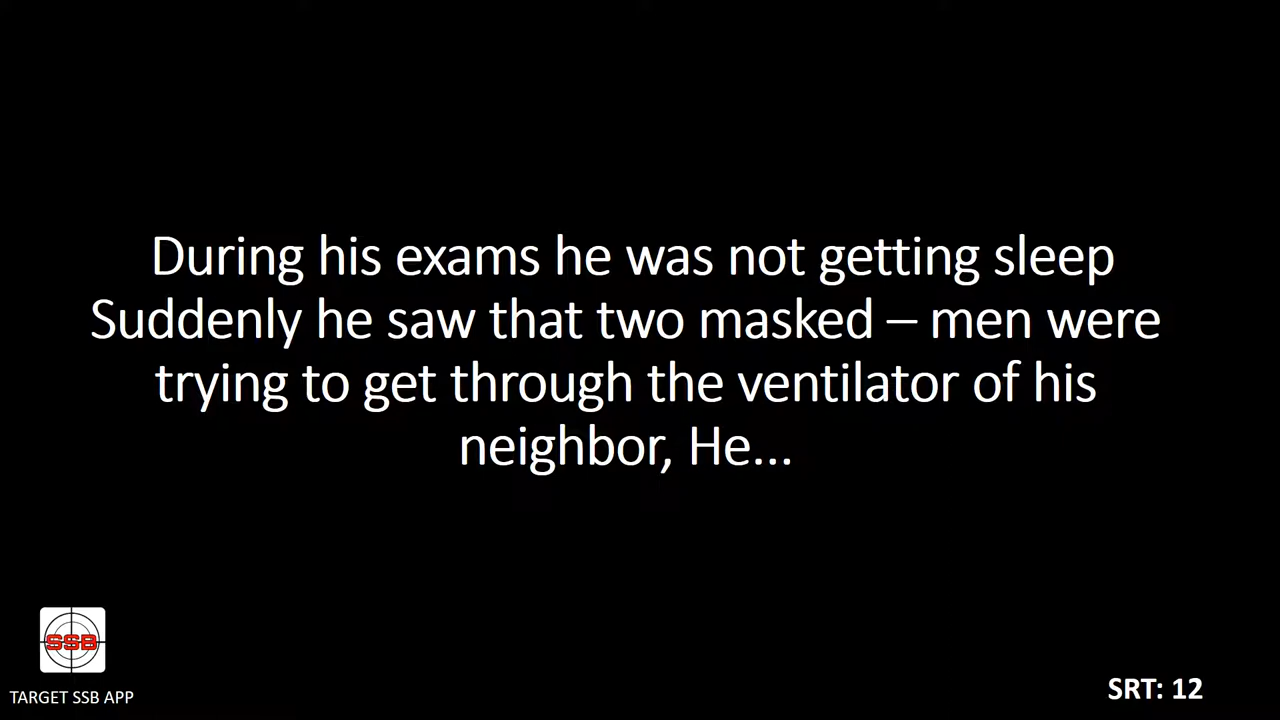 During his exams he was not getting sleep
Suddenly he saw that two masked – men were
trying to get through the ventilator of his
neighbor, He...
SSB
TARGET SSB APP
SRT: 12